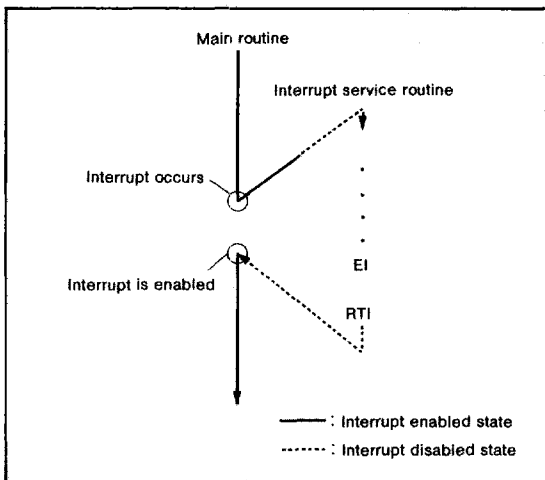 Main routine
Interrupt service routine
Interrupt occurs
EI
Interrupt is enabled
RTI
: Interrupt enabled state
: Interrupt disabled state